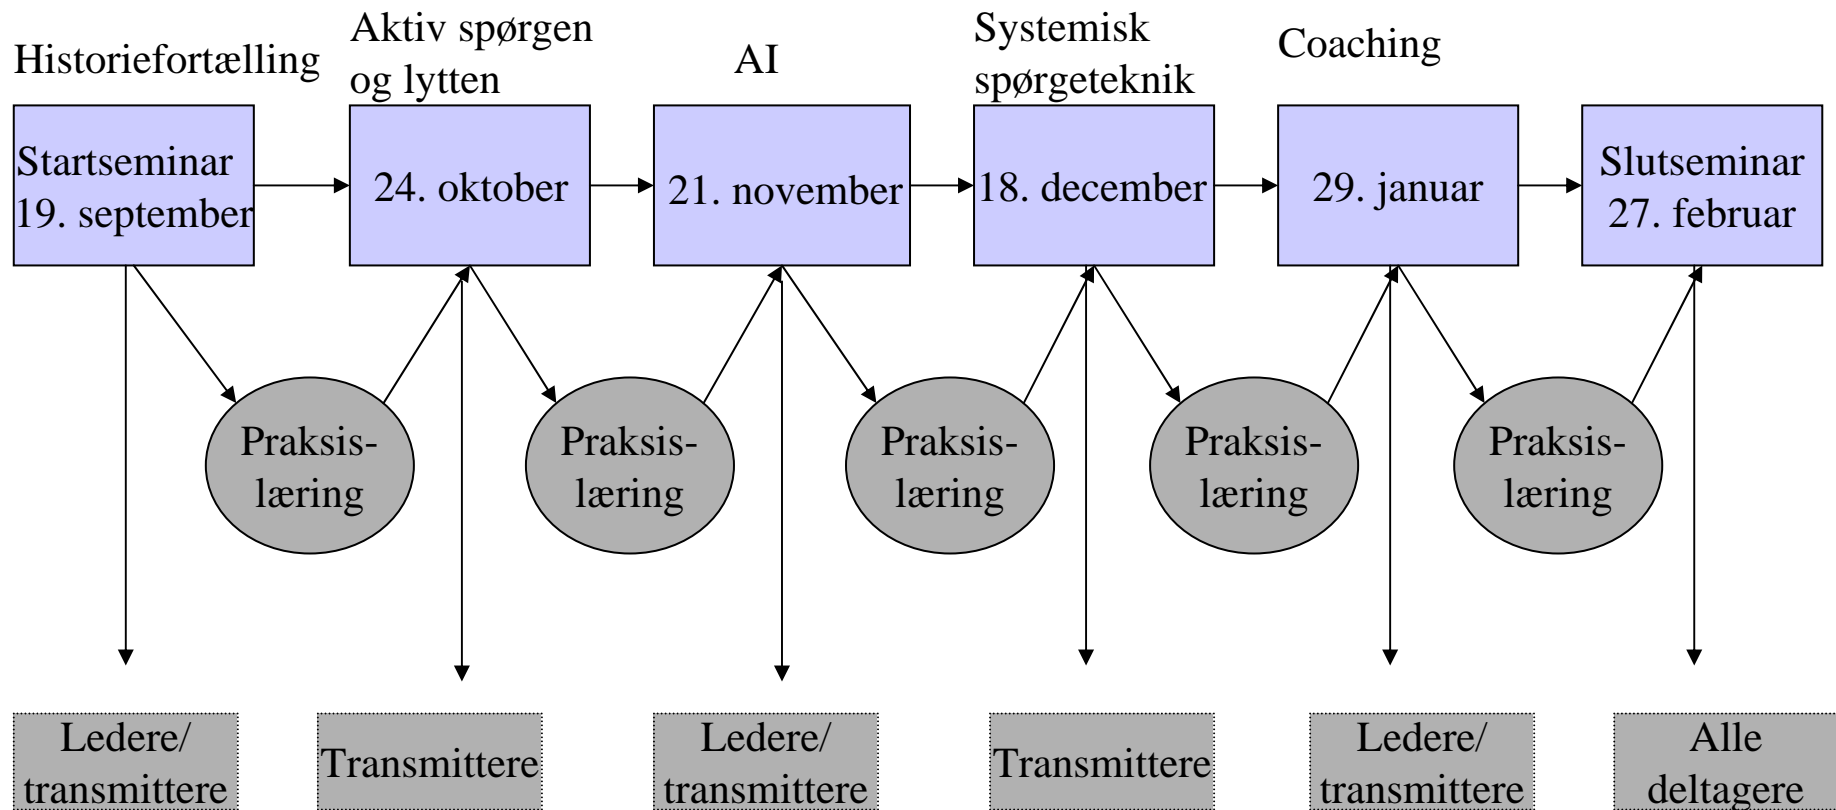 Historiefortælling
Aktiv spørgen
og lytten
AI
Systemisk
spørgeteknik
Coaching
Startseminar
19. september
24. oktober
21. november
18. december
29. januar
Slutseminar
27. februar
Praksis-
læring
Praksis-
læring
Praksis-
læring
Praksis-
læring
Praksis-
læring
Ledere/
transmittere
Transmittere
Ledere/
transmittere
Transmittere
Ledere/
transmittere
Alle
deltagere